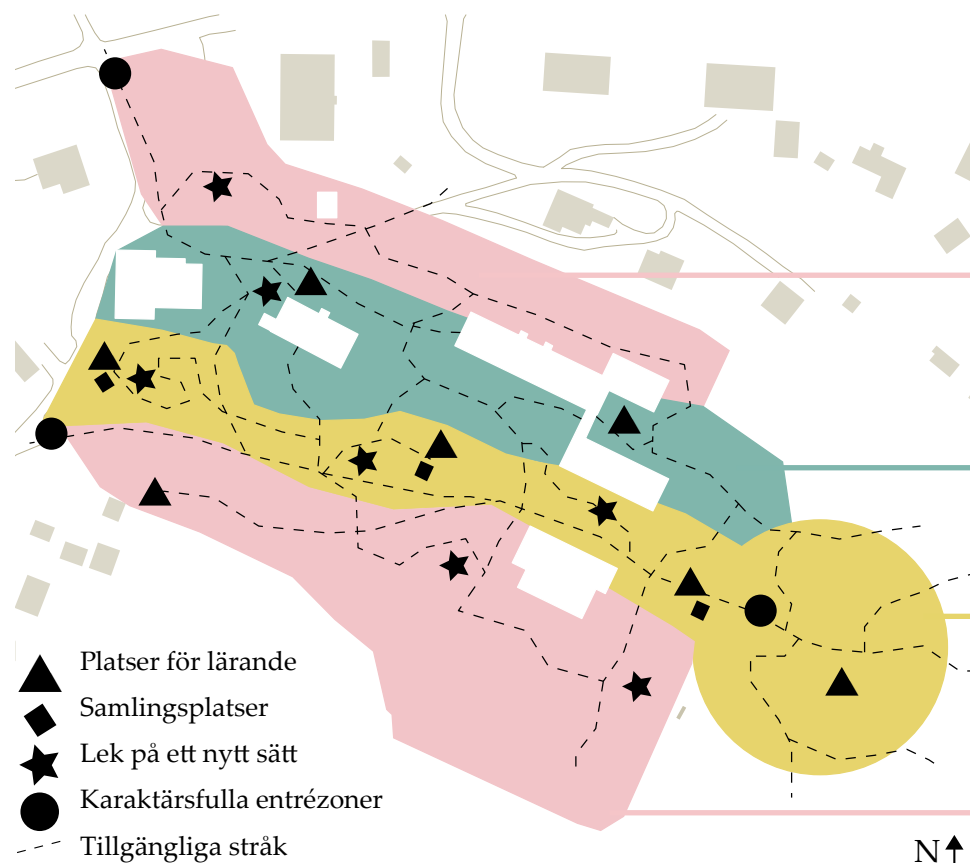 Platser för lärande
Samlingsplatser
Lek på ett nytt sätt
Karaktärsfulla entrézoner
Tillgängliga stråk
N